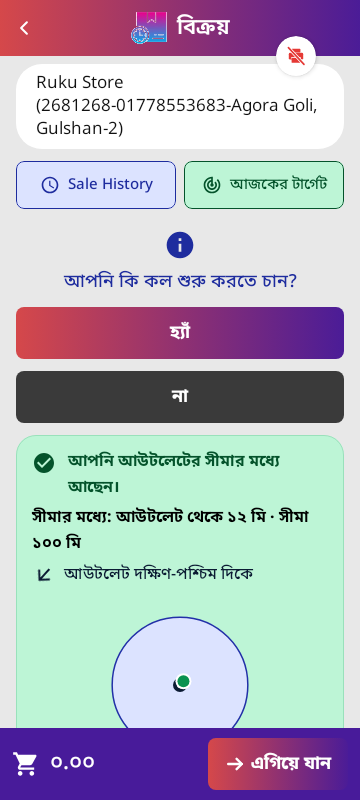 বিক্রয়
Ruku Store
(2681268-01778553683-Agora Goli,
Gulshan-2)
Sale History
আজকের টার্গেট
আপনি কি কল শুরু করতে চান?
হ্যাঁ
না
আপনি আউটলেটের সীমার মধ্যে
আছেন।
সীমার মধ্যে: আউটলেট থেকে ১২ মি · সীমা
১০০ মি
আউটলেট দক্ষিণ-পশ্চিম দিকে
০.০০
এগিয়ে যান